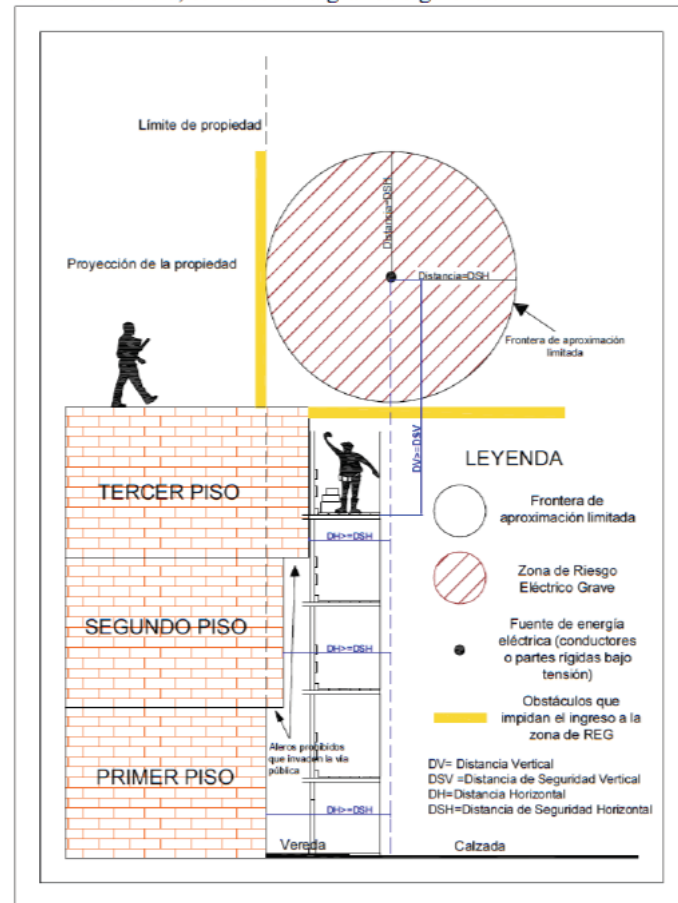 Límite de propiedad
Proyección de la propiedad
Distancia=DSH
Distancia=DSH
Frontera de aproximación
limitada
DV>=DSV
TERCER PISO
DH>=DSH
SEGUNDO PISO
DH>=DSH
Aleros prohibidos
que invaden la vía
pública
PRIMER PISO
DH>=DSH
Vereda
Calzada
LEYENDA
Frontera de
aproximación limitada
Zona de Riesgo
Eléctrico Grave
Fuente de energía
eléctrica (conductores
o partes rígidas bajo
tensión)
Obstáculos que
impidan el ingreso a la
zona de REG
DV= Distancia Vertical
DSV =Distancia de Seguridad Vertical
DH=Distancia Horizontal
DSH=Distancia de Seguridad Horizontal